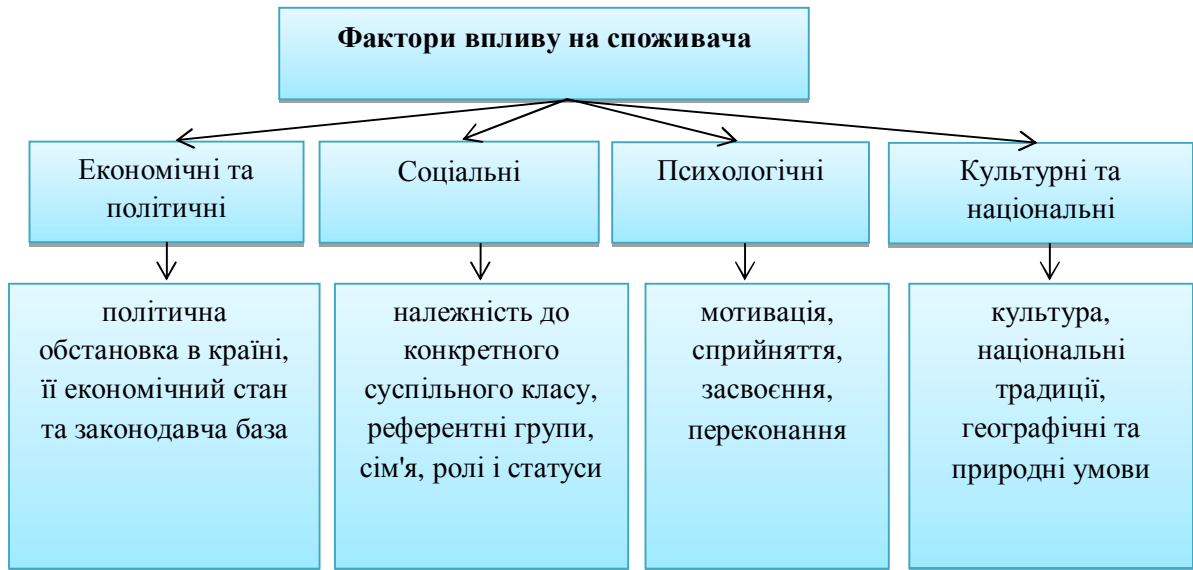 Фактори впливу на споживача
Економічні та
політичні
Соціальні
Психологічні
Культурні та
національні
політична
обстановка в країні,
її економічний стан
та законодавча база
належність до
конкретного
суспільного класу,
референтні групи,
сім'я, ролі і статуси
мотивація,
сприйняття,
засвоєння,
переконання
культура,
національні
традиції,
географічні та
природні умови